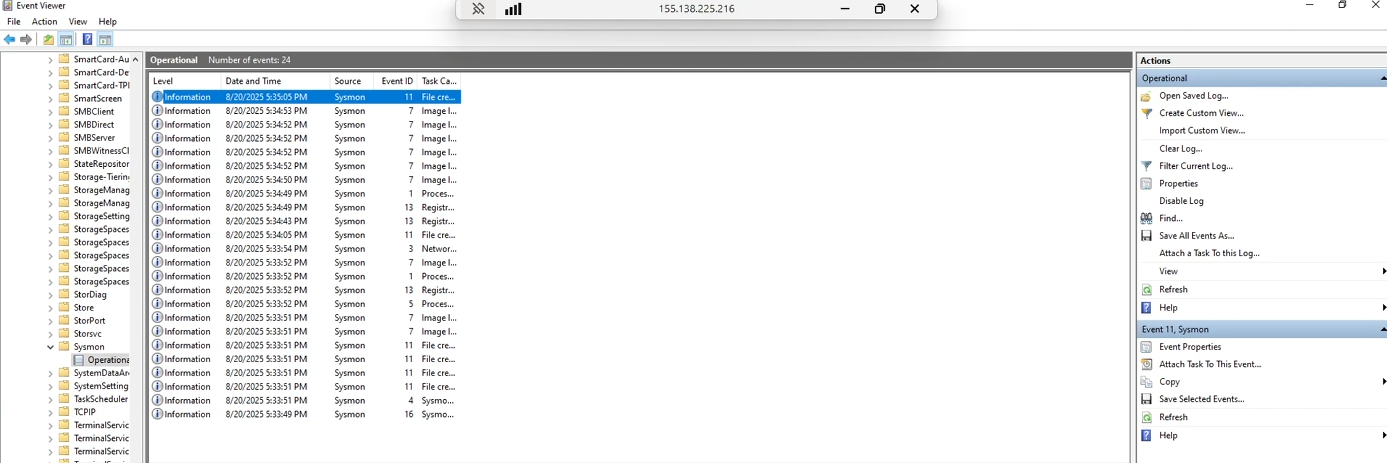 Event Viewer
155.138.225.216
File Action View Help
SmartCard-Au
SmartCard-De
SmartCard-TPI
SmartScreen
SMBClient
SMBDirect
SMBServer
SMBWitnessCl
StateRepositor
Storage-Tiering
StorageManag
StorageManag
StorageSetting
StorageSpaces
StorageSpaces
StorageSpaces
StorageSpaces
StorDiag
Store
StorPort
Storsvc
Sysmon
Operationa
SystemDataAr
SystemSetting
TaskScheduler
TCPIP
TerminalServic
TerminalServic
TerminalServic
Operational Number of events: 24
Level Date and Time Source Event ID Task Ca...
Information 8/20/2025 5:35:05 PM Sysmon 11 File cre...
Information 8/20/2025 5:34:53 PM Sysmon 7 Image l...
Information 8/20/2025 5:34:52 PM Sysmon 7 Image l...
Information 8/20/2025 5:34:52 PM Sysmon 7 Image l...
Information 8/20/2025 5:34:52 PM Sysmon 7 Image l...
Information 8/20/2025 5:34:52 PM Sysmon 7 Image l...
Information 8/20/2025 5:34:50 PM Sysmon 7 Image l...
Information 8/20/2025 5:34:49 PM Sysmon 1 Proces...
Information 8/20/2025 5:34:49 PM Sysmon 13 Registr...
Information 8/20/2025 5:34:43 PM Sysmon 13 Registr...
Information 8/20/2025 5:34:05 PM Sysmon 11 File cre...
Information 8/20/2025 5:33:54 PM Sysmon 3 Networ...
Information 8/20/2025 5:33:52 PM Sysmon 7 Image l...
Information 8/20/2025 5:33:52 PM Sysmon 1 Proces...
Information 8/20/2025 5:33:52 PM Sysmon 13 Registr...
Information 8/20/2025 5:33:52 PM Sysmon 5 Proces...
Information 8/20/2025 5:33:51 PM Sysmon 7 Image l...
Information 8/20/2025 5:33:51 PM Sysmon 7 Image l...
Information 8/20/2025 5:33:51 PM Sysmon 11 File cre...
Information 8/20/2025 5:33:51 PM Sysmon 11 File cre...
Information 8/20/2025 5:33:51 PM Sysmon 11 File cre...
Information 8/20/2025 5:33:51 PM Sysmon 11 File cre...
Information 8/20/2025 5:33:51 PM Sysmon 4 Sysmo...
Information 8/20/2025 5:33:49 PM Sysmon 16 Sysmo...
Actions
Operational
Open Saved Log...
Create Custom View...
Import Custom View...
Clear Log...
Filter Current Log...
Properties
Disable Log
Find...
Save All Events As...
Attach a Task To this Log...
View
Refresh
Help
Event 11, Sysmon
Event Properties
Attach Task To This Event...
Copy
Save Selected Events...
Refresh
Help